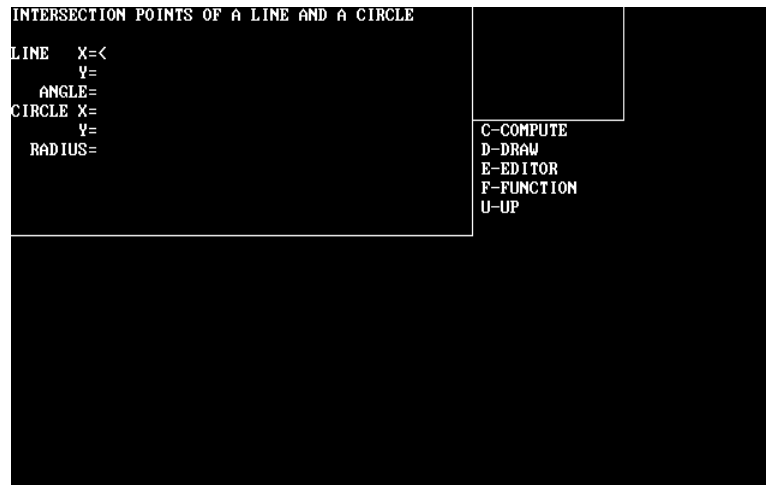 INTERSECTION POINTS OF A LINE AND A CIRCLE
LINE X=<
Y=
ANGLE=
CIRCLE X=
Y=
RADIUS=
C-COMPUTE
D-DRAW
E-EDITOR
F-FUNCTION
U-UP